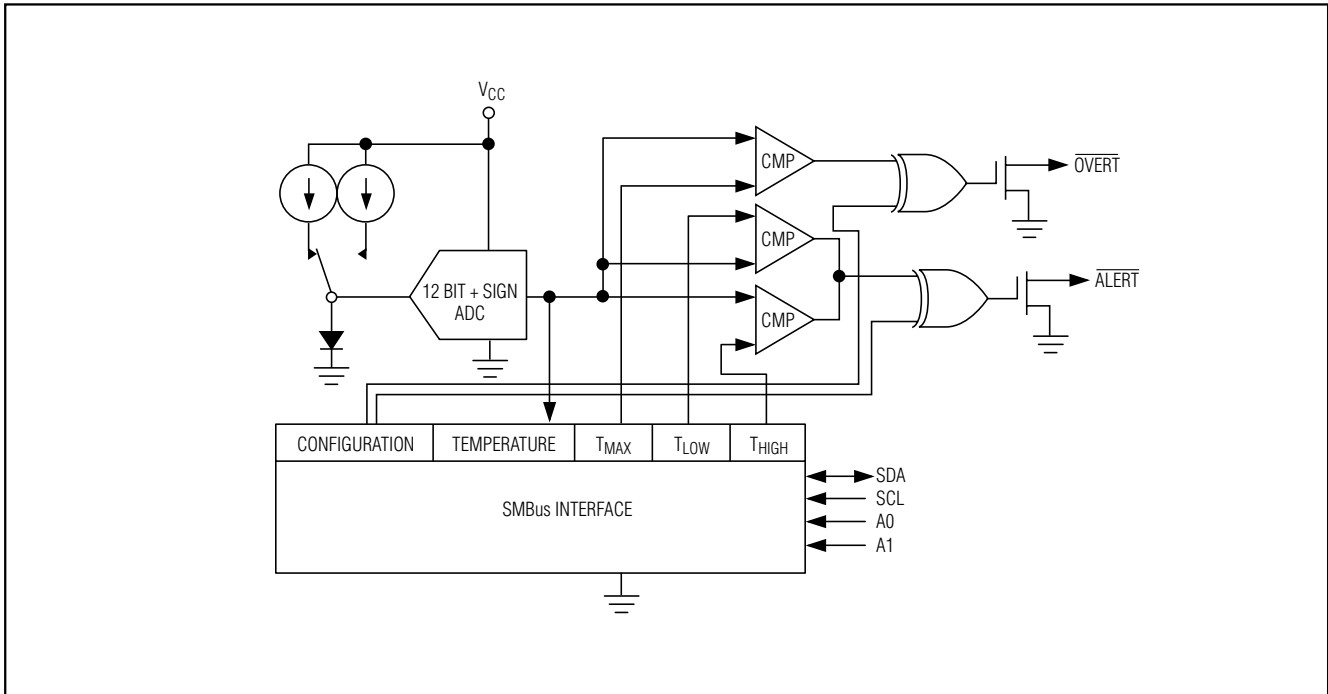 VCC
CMP
OVERT
CMP
12 BIT + SIGN
ADC
ALERT
CMP
CONFIGURATION
TEMPERATURE
TMAX
TLOW
THIGH
SDA
SMBus INTERFACE
SCL
A0
A1